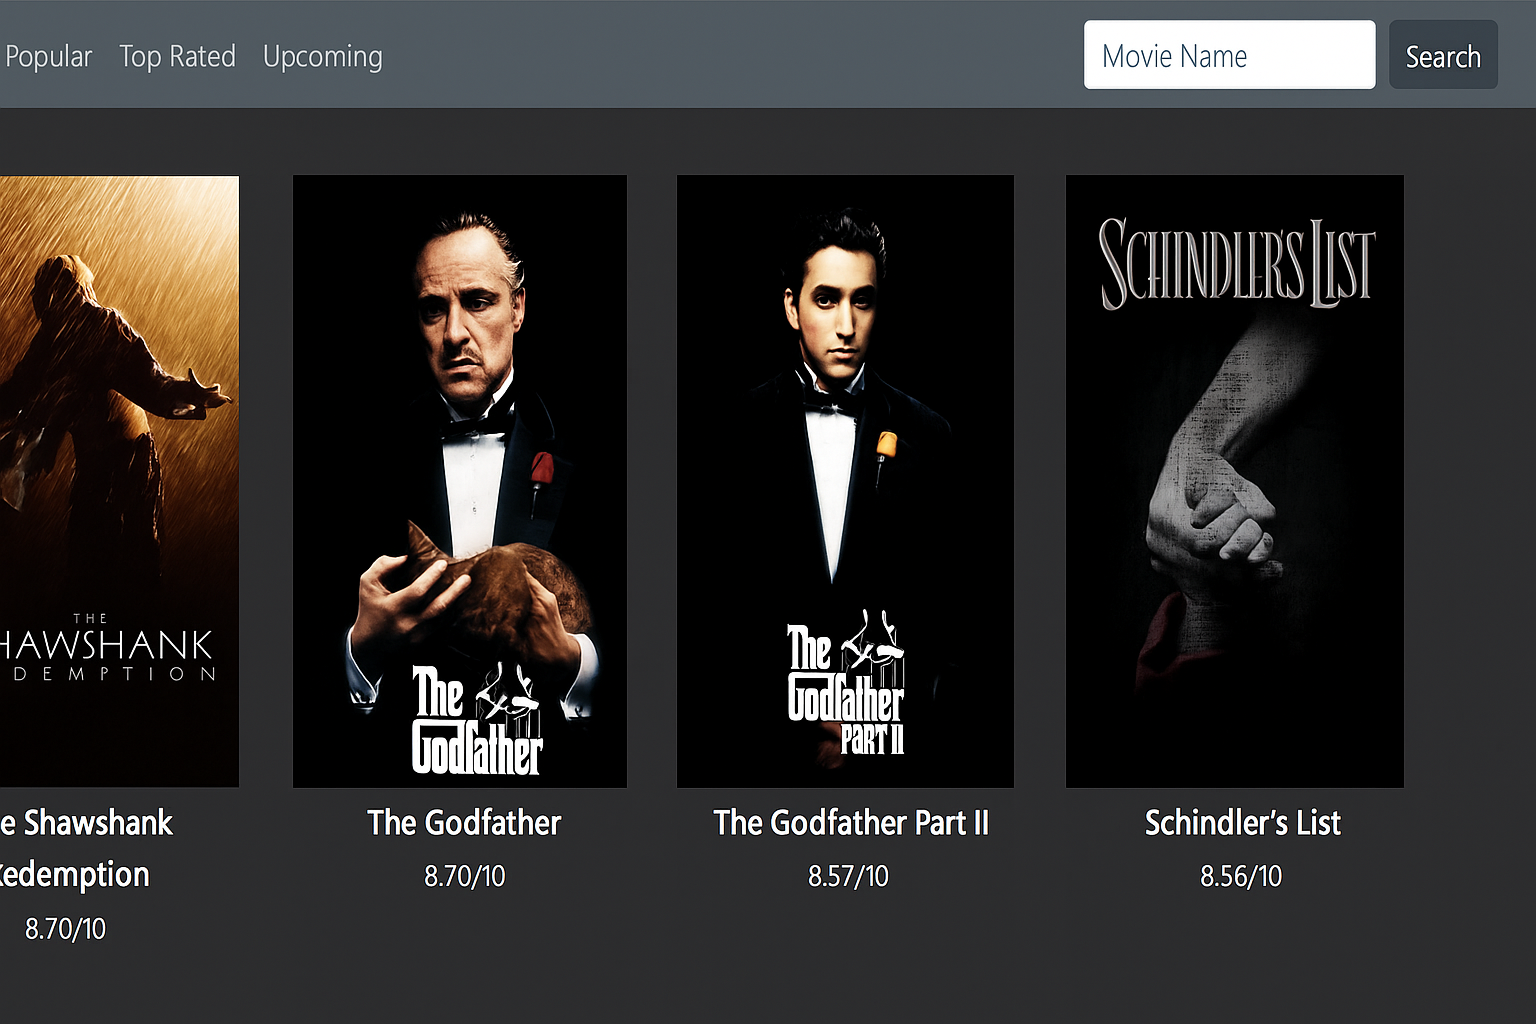 Popular Top Rated Upcoming
Movie Name
Search
THE
HAWSHANK
DEMPTION
The
Godfather
The
Godfather
PART II
SCHINDLER'S LIST
e Shawshank
Redemption
8.70/10
The Godfather
8.70/10
The Godfather Part II
8.57/10
Schindler's List
8.56/10